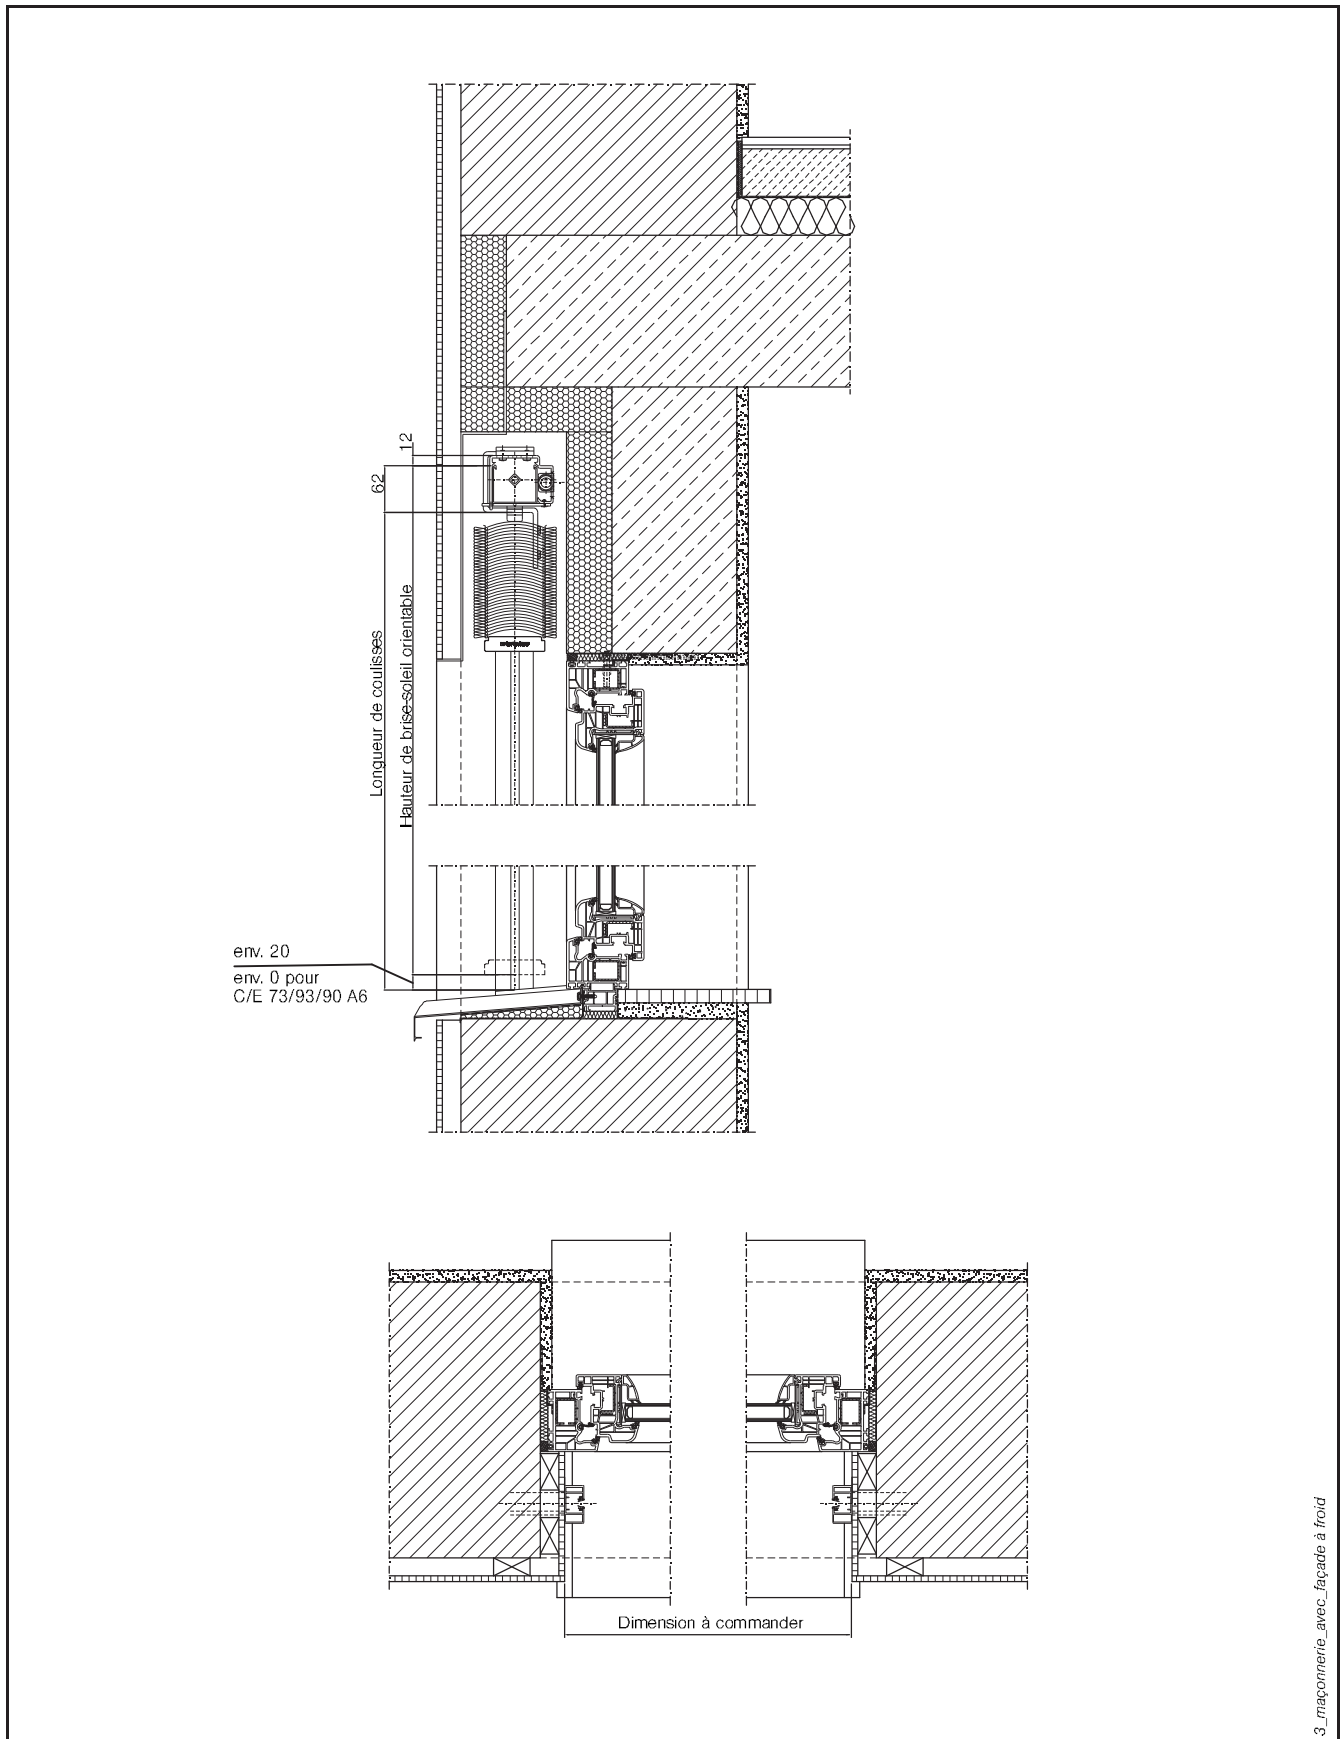 12
62
Longueur de coulisses
Hauteur de brise-soleil orientable
env. 20
env. 0 pour
C/E 73/93/90 A6
Dimension à commander
3_maçonnerie_avec_façade à froid